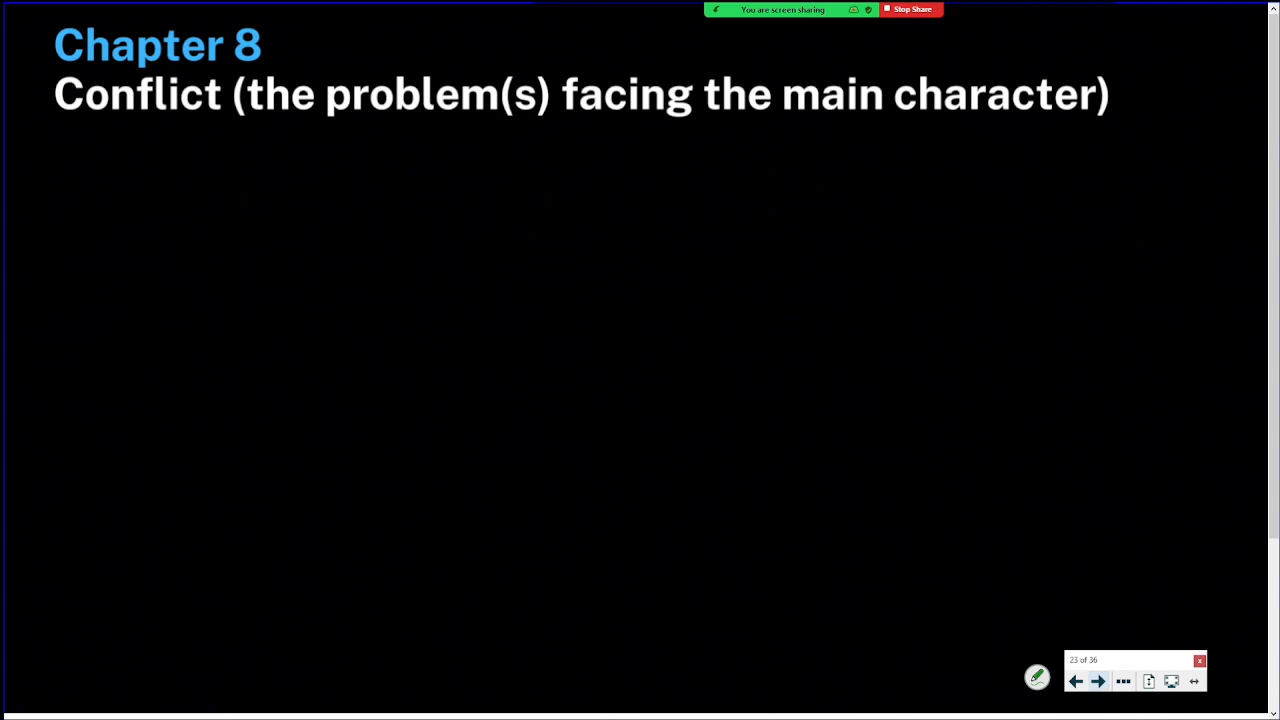 You are screen sharing
Stop Share
Chapter 8
Conflict (the problem(s) facing the main character)
23 of 36
x